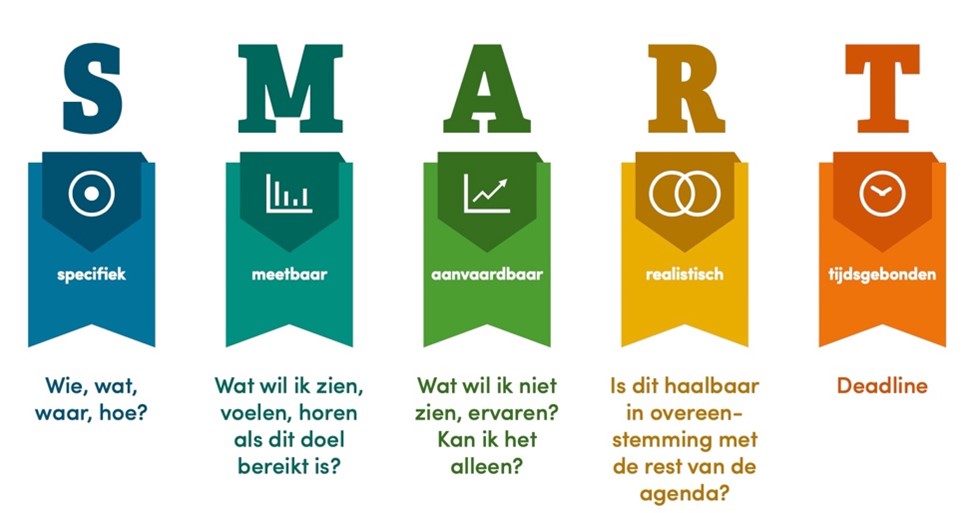 S M A R T
specifiek
meetbaar
aanvaardbaar
realistisch
tijdsgebonden
Wie, wat,
waar, hoe?
Wat wil ik zien,
voelen, horen
als dit doel
bereikt is?
Wat wil ik niet
zien, ervaren?
Kan ik het
alleen?
Is dit haalbaar
in overeen-
stemming met
de rest van de
agenda?
Deadline